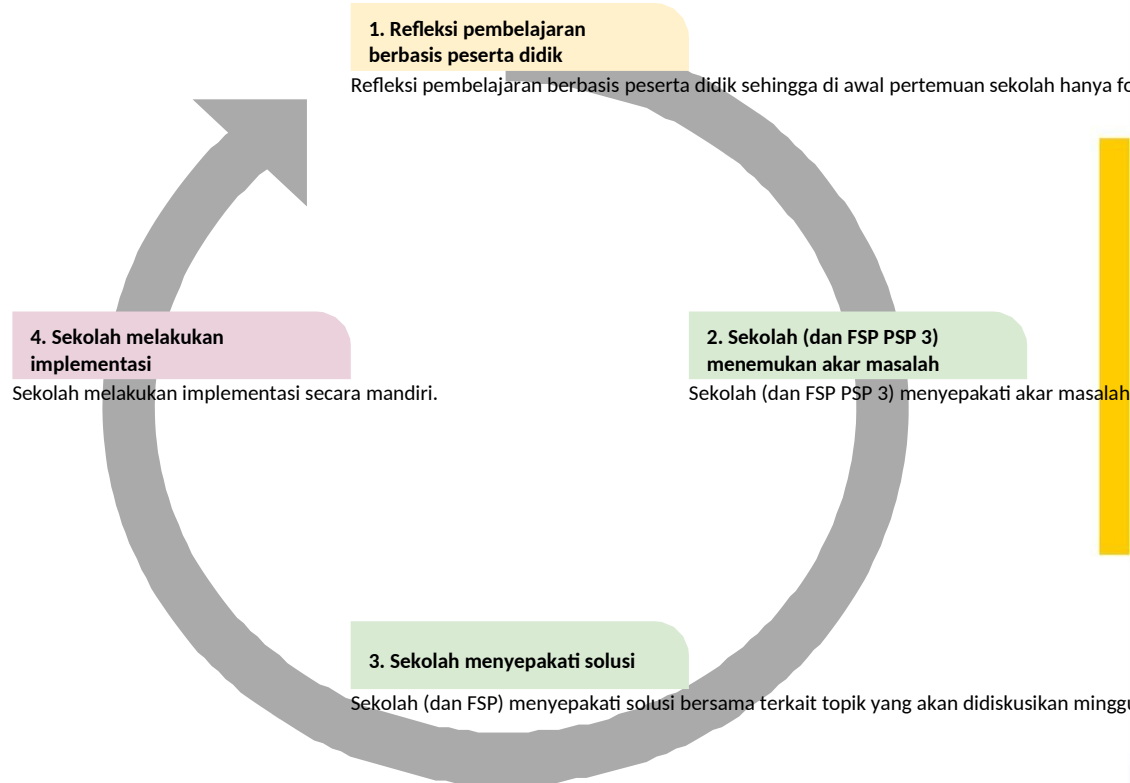 1. Refleksi pembelajaran
berbasis peserta didik
Refleksi pembelajaran berbasis peserta didik sehingga di awal pertemuan sekolah hanya
2. Sekolah (dan FSP PSP 3)
menemukan akar masalah
Sekolah (dan FSP PSP 3) menyepakati akar masalah
3. Sekolah menyepakati solusi
Sekolah (dan FSP) menyepakati solusi bersama terkait topik yang akan didiskusikan
4. Sekolah melakukan
implementasi
Sekolah melakukan implementasi secara mandiri.